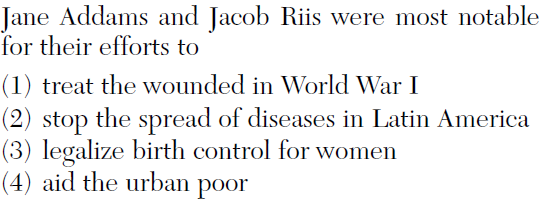 Jane Addams and Jacob Riis were most notable
for their efforts to
(1) treat the wounded in World War I
(2) stop the spread of diseases in Latin America
(3) legalize birth control for women
(4) aid the urban poor